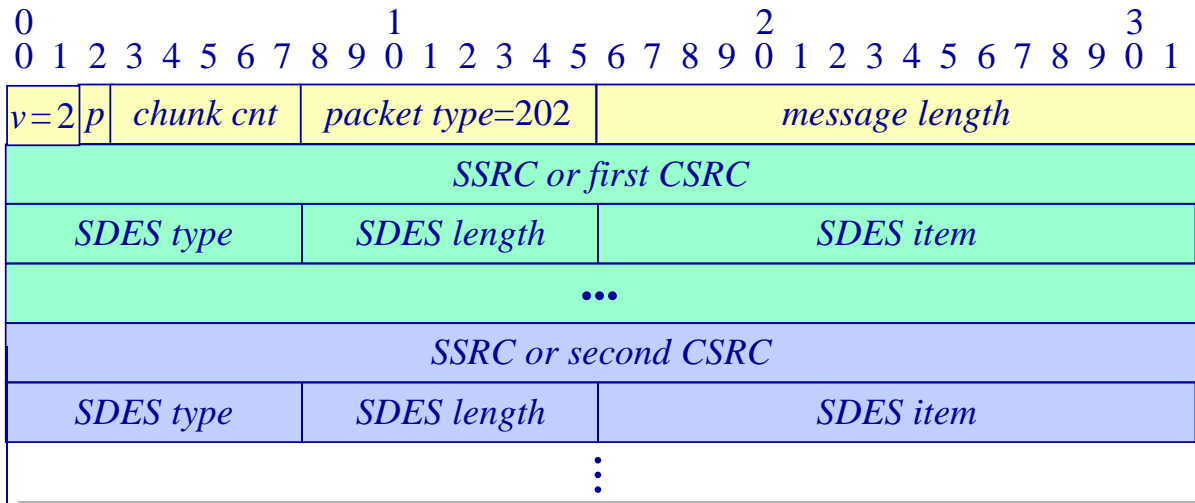 0 1 2 3
0 1 2 3 4 5 6 7 8 9 0 1 2 3 4 5 6 7 8 9 0 1 2 3 4 5 6 7 8 9 0 1
v=2 p chunk cnt packet type=202 message length
SSRC or first CSRC
SDES type SDES length SDES item
•••
SSRC or second CSRC
SDES type SDES length SDES item
⋮